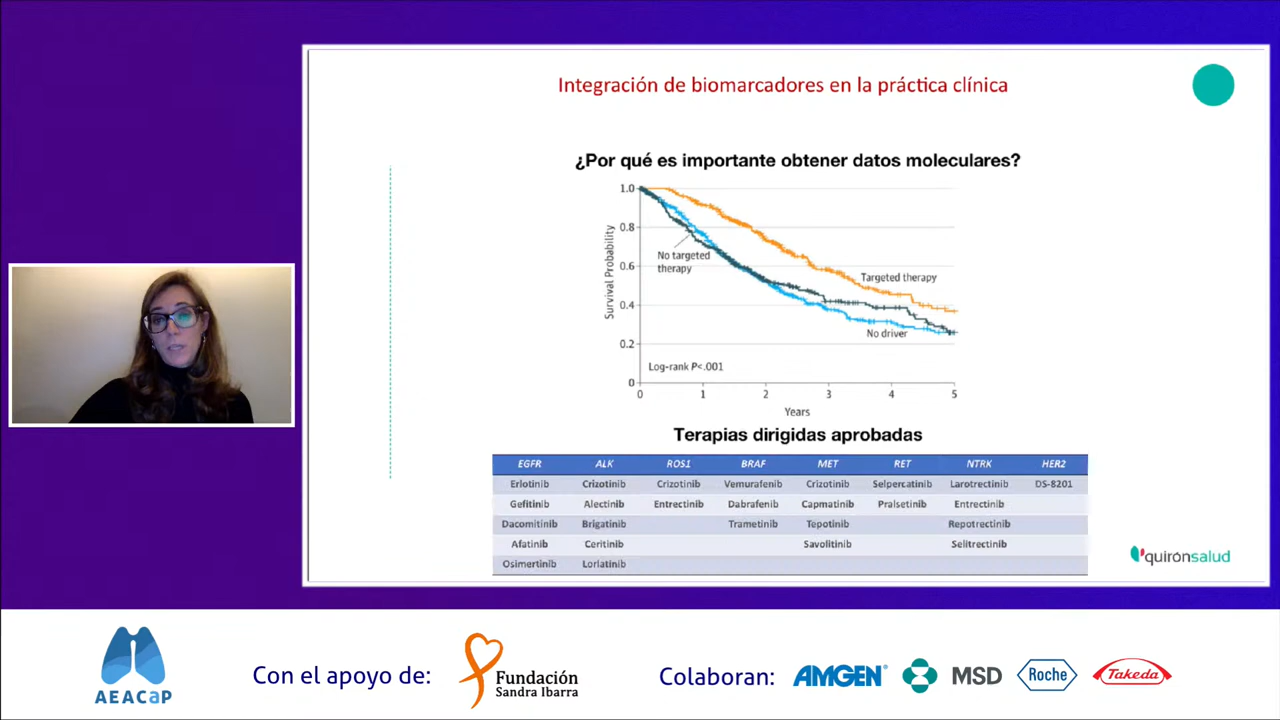 Integración de biomarcadores en la práctica clínica
¿Por qué es importante obtener datos moleculares?
1.0
0.8
0.6
0.4
0.2
0
Survival Probability
No targeted
therapy
Targeted therapy
No driver
Log-rank P<.001
0 1 2 3 4 5
Years
Terapias dirigidas aprobadas
EGFR ALK ROS1 BRAF MET RET NTRK HER2
Erlotinib Crizotinib Crizotinib Vemurafenib Crizotinib Selpercatinib Larotrectinib DS-8201
Gefitinib Alectinib Entrectinib Dabrafenib Capmatinib Pralsetinib Entrectinib
Dacomitinib Brigatinib Trametinib Tepotinib Repotrectinib
Afatinib Ceritinib Savolitinib Selitrectinib
Osimertinib Lorlatinib
quirónsalud
AEACaP
Con el apoyo de:
Fundación
Sandra Ibarra
Colaboran:
AMGEN®
MSD
Roche
Takeda